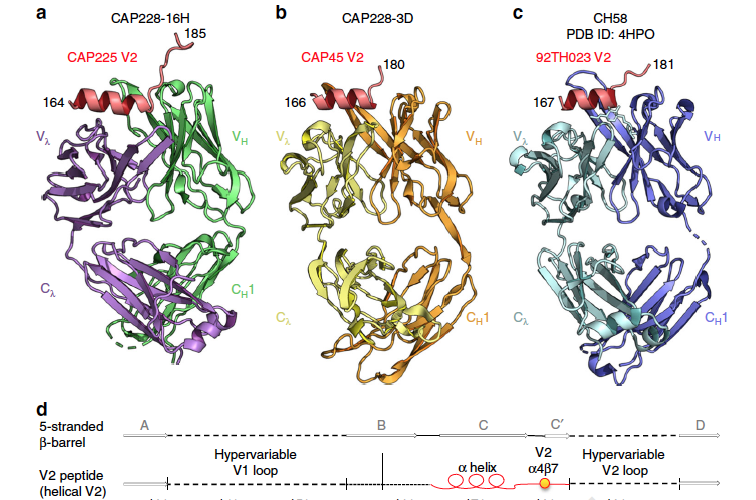 a
CAP228-16H
185
CAP225 V2
164
Vλ
VH
Cλ
CH1
b
CAP228-3D
CAP45 V2
180
166
Vλ
VH
Cλ
CH1
c
CH58
PDB ID: 4HPO
92TH023 V2
181
167
Vλ
VH
Cλ
CH1
d
5-stranded
β-barrel
A
B
C
C′
D
Hypervariable
V1 loop
α helix
V2
α4β7
Hypervariable
V2 loop
V2 peptide
(helical V2)